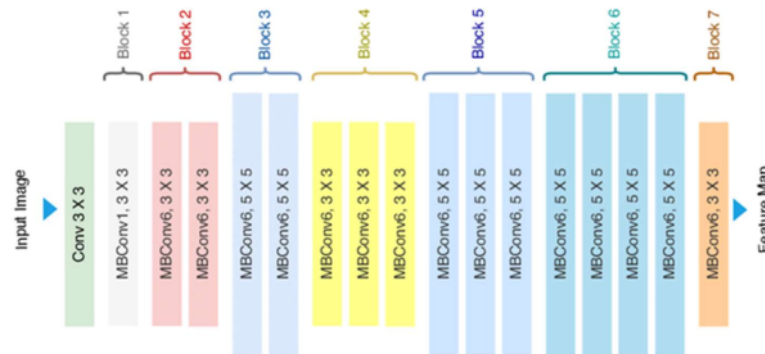 Input Image
Conv 3 X 3
Block 1
MBConv1, 3 X 3
Block 2
MBConv6, 3 X 3
MBConv6, 3 X 3
Block 3
MBConv6, 5 X 5
MBConv6, 5 X 5
Block 4
MBConv6, 3 X 3
MBConv6, 3 X 3
MBConv6, 3 X 3
Block 5
MBConv6, 5 X 5
MBConv6, 5 X 5
MBConv6, 5 X 5
Block 6
MBConv6, 5 X 5
MBConv6, 5 X 5
MBConv6, 5 X 5
MBConv6, 5 X 5
Block 7
MBConv6, 3 X 3
Feature Map